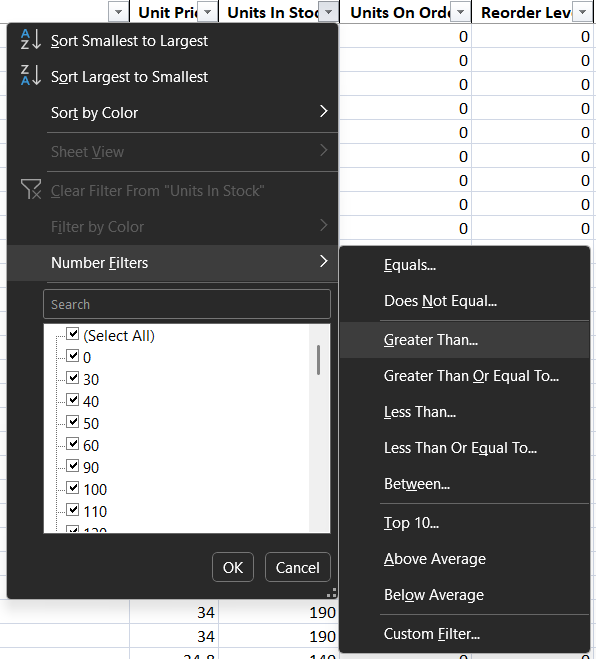 Unit Pric Units In Stoc Units On Orde Reorder Leve
Sort Smallest to Largest 0 0
Sort Largest to Smallest 0 0
Sort by Color 0 0
0 0
Sheet View 0 0
0 0
Clear Filter From "Units In Stock" 0 0
Filter by Color 0 0
0 0
Number Filters
Search
(Select All)
0
30
40
50
60
90
100
110
120
OK Cancel
Equals...
Does Not Equal...
Greater Than...
Greater Than Or Equal To...
Less Than...
Less Than Or Equal To...
Between...
Top 10...
Above Average
Below Average
Custom Filter...
34 190
34 190
24.8 140 0 0